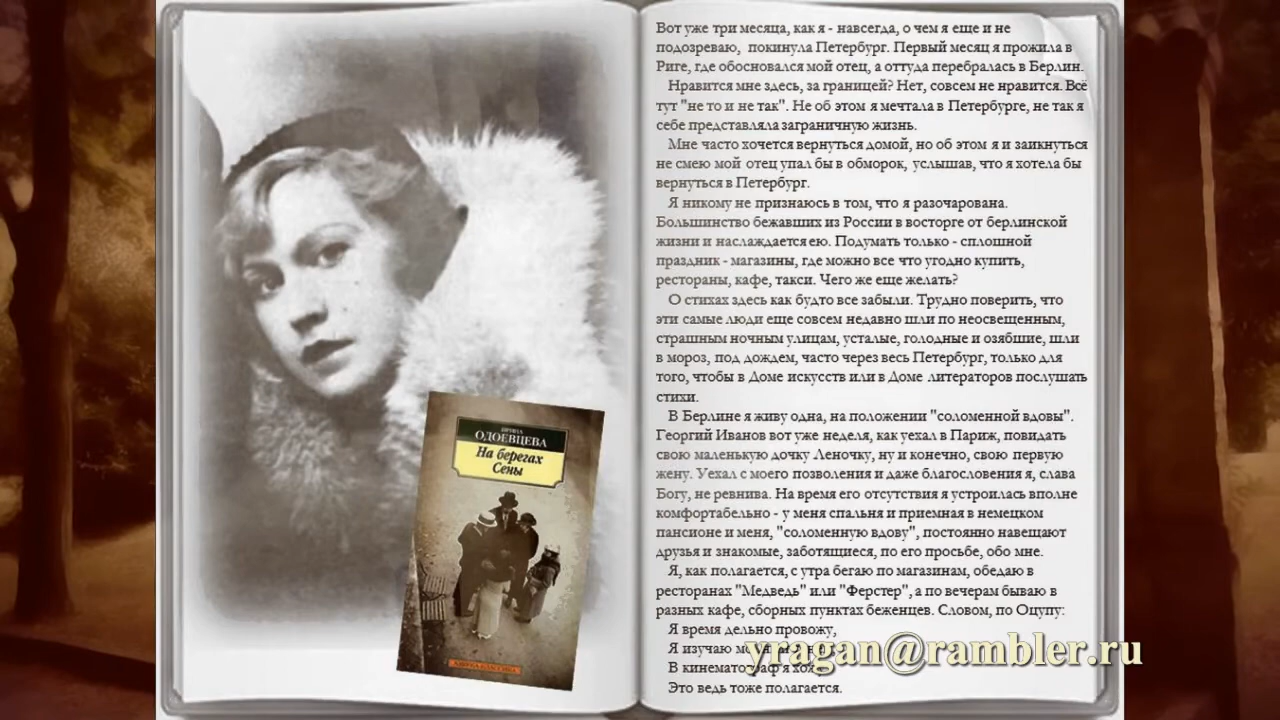 Вот уже три месяца, как я - навсегда, о чем я еще и не
подозреваю, покинула Петербург. Первый месяц я прожила в
Риге, где обосновался мой отец, а оттуда перебралась в Берлин.
Нравится мне здесь, за границей? Нет, совсем не нравится. Всё
тут "не то и не так". Не об этом я мечтала в Петербурге, не так я
себе представляла заграничную жизнь.
Мне часто хочется вернуться домой, но об этом я и заикнуться
не смею мой отец упал бы в обморок, услышав, что я хотела бы
вернуться в Петербург.
Я никому не признаюсь в том, что я разочарована.
Большинство бежавших из России в восторге от берлинской
жизни и наслаждается ею. Подумать только - сплошной
праздник - магазины, где можно все что угодно купить,
рестораны, кафе, такси. Чего же еще желать?
О стихах здесь как будто все забыли. Трудно поверить, что
эти самые люди еще совсем недавно шли по неосвещенным,
страшным ночным улицам, усталые, голодные и озябшие, шли
в мороз, под дождем, часто через весь Петербург, только для
того, чтобы в Доме искусств или в Доме литераторов послушать
стихи.
В Берлине я живу одна, на положении "соломенной вдовы".
Георгий Иванов вот уже неделя, как уехал в Париж, повидать
свою маленькую дочку Леночку, ну и конечно, свою первую
жену. Уехал с моего позволения и даже благословения я, слава
Богу, не ревнива. На время его отсутствия я устроилась вполне
комфортабельно - у меня спальня и приемная в немецком
пансионе и меня, "соломенную вдову", постоянно навещают
друзья и знакомые, заботящиеся, по его просьбе, обо мне.
Я, как полагается, с утра бегаю по магазинам, обедаю в
ресторанах "Медведь" или "Ферстер", а по вечерам бываю в
разных кафе, сборных пунктах беженцев. Словом, по Оцупу:
Я время дельно провожу,
Я изучаю
В кинематограф я
Это ведь тоже полагается.
ИРИНА
ОДОЕВЦЕВА
На берегах
Сены
АЗБУКА-КЛАССИКА
yragan@rambler.ru